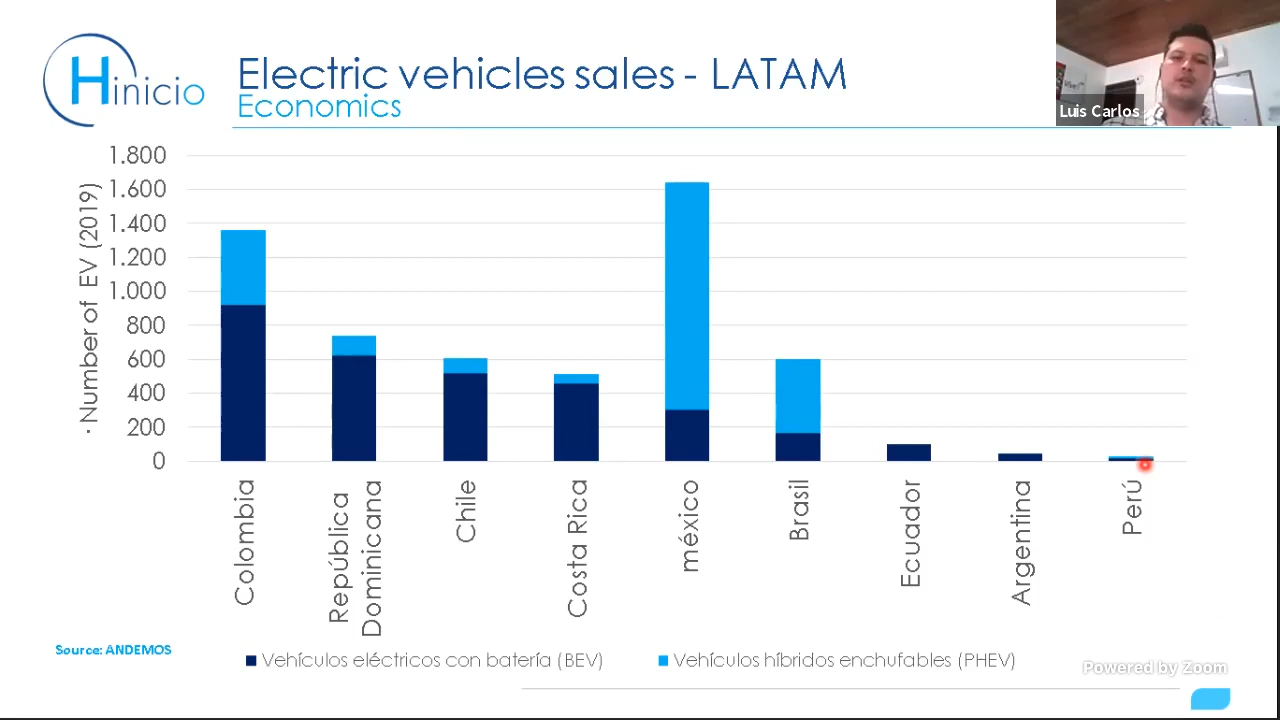 Hinicio
Electric vehicles sales - LATAM
Economics
Luis Carlos
· Number of EV (2019)
1.800
1.600
1.400
1.200
1.000
800
600
400
200
0
Colombia
República
Dominicana
Chile
Costa Rica
méxico
Brasil
Ecuador
Argentina
Perú
Source: ANDEMOS
Vehículos eléctricos con batería (BEV)
Vehículos híbridos enchufables (PHEV)
Powered by Zoom